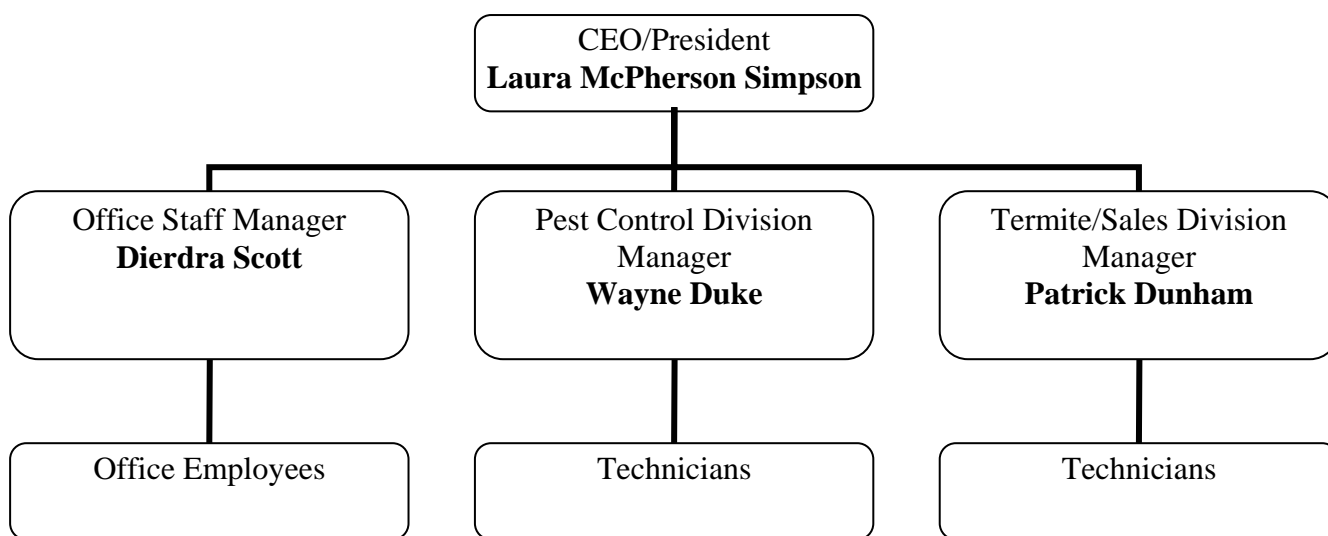 CEO/President
Laura McPherson Simpson
Office Staff Manager
Dierdra Scott
Pest Control Division
Manager
Wayne Duke
Termite/Sales Division
Manager
Patrick Dunham
Office Employees
Technicians
Technicians